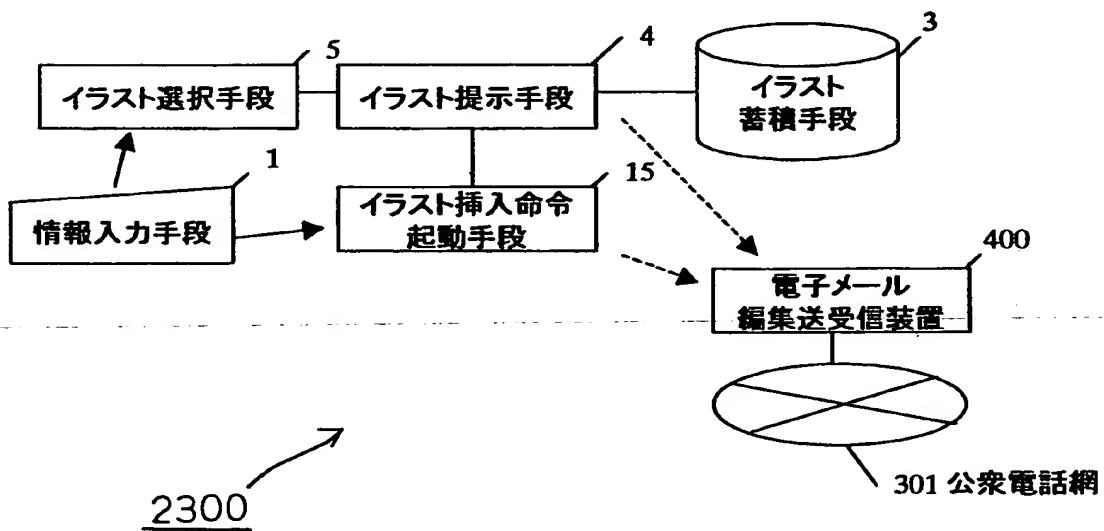 5
4
3
イラスト選択手段
イラスト提示手段
イラスト
蓄積手段
1
15
情報入力手段
イラスト挿入命令
起動手段
400
電子メール
編集送受信装置
301 公衆電話網
2300